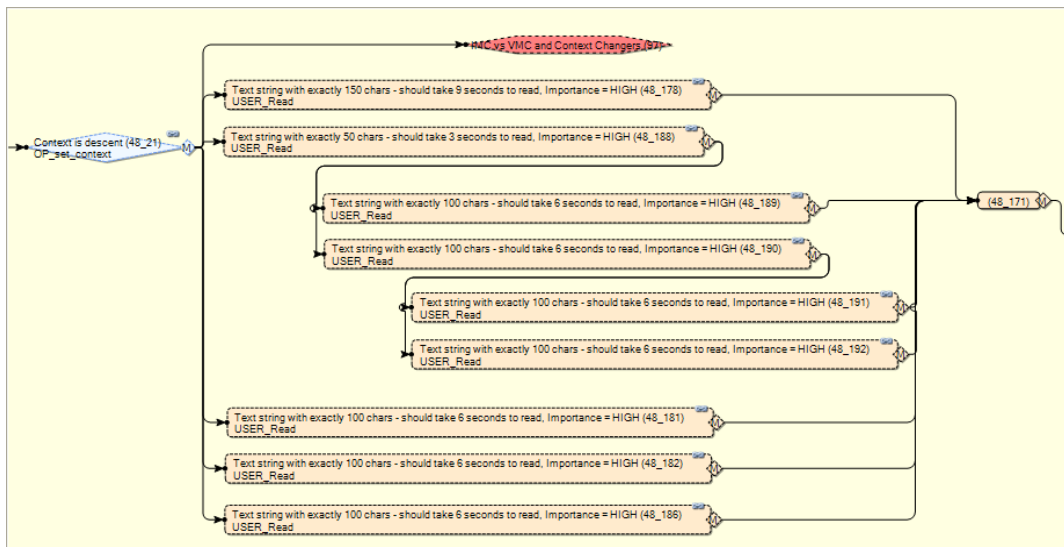 IMC vs VMC and Context Changers (97)
Text string with exactly 150 chars - should take 9 seconds to read, Importance = HIGH (48_178)
USER_Read
M
Text string with exactly 50 chars - should take 3 seconds to read, Importance = HIGH (48_188)
USER_Read
M
Context is descent (48_21)
OP_set_context
M
Text string with exactly 100 chars - should take 6 seconds to read, Importance = HIGH (48_189)
USER_Read
M
(48_171)
M
Text string with exactly 100 chars - should take 6 seconds to read, Importance = HIGH (48_190)
USER_Read
M
Text string with exactly 100 chars - should take 6 seconds to read, Importance = HIGH (48_191)
USER_Read
M
Text string with exactly 100 chars - should take 6 seconds to read, Importance = HIGH (48_192)
USER_Read
M
Text string with exactly 100 chars - should take 6 seconds to read, Importance = HIGH (48_181)
USER_Read
M
Text string with exactly 100 chars - should take 6 seconds to read, Importance = HIGH (48_182)
USER_Read
M
Text string with exactly 100 chars - should take 6 seconds to read, Importance = HIGH (48_186)
USER_Read
M